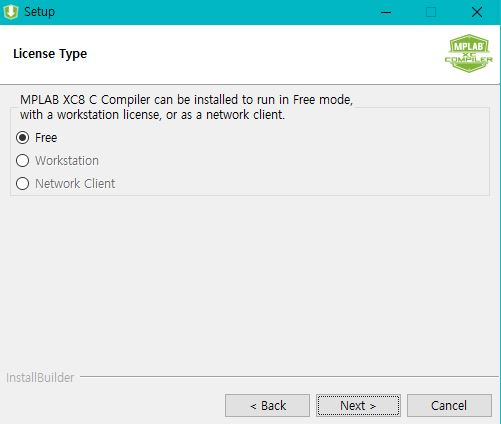 Setup
License Type
MPLAB
XC
COMPILER
MPLAB XC8 C Compiler can be installed to run in Free mode,
with a workstation license, or as a network client.
Free
Workstation
Network Client
InstallBuilder
< Back
Next >
Cancel